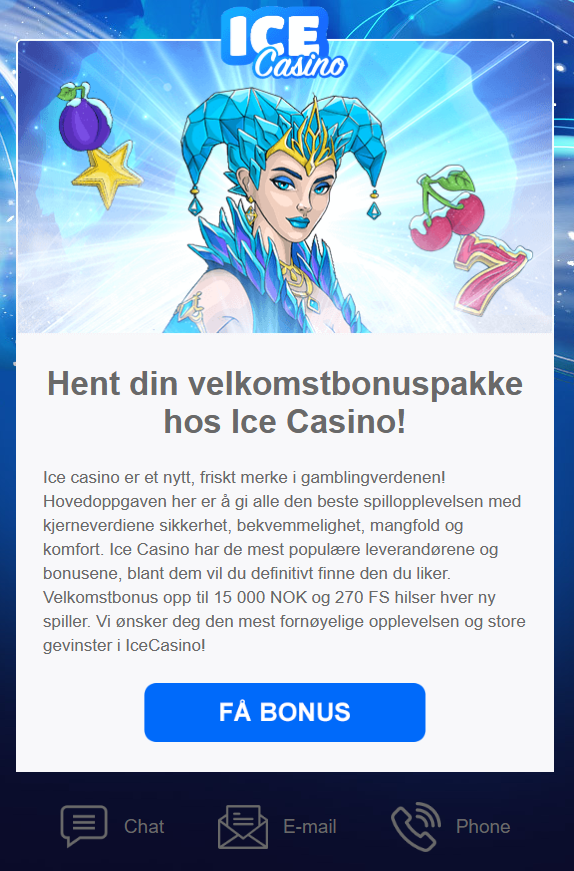 ICE
Casino
7
Hent din velkomstbonuspakke
hos Ice Casino!
Ice casino er et nytt, friskt merke i gamblingverdenen!
Hovedoppgaven her er å gi alle den beste spillopplevelsen med
kjerneverdiene sikkerhet, bekvemmelighet, mangfold og
komfort. Ice Casino har de mest populære leverandørene og
bonusene, blant dem vil du definitivt finne den du liker.
Velkomstbonus opp til 15 000 NOK og 270 FS hilser hver ny
spiller. Vi ønsker deg den mest fornøyelige opplevelsen og store
gevinster i IceCasino!
FÅ BONUS
Chat E-mail Phone